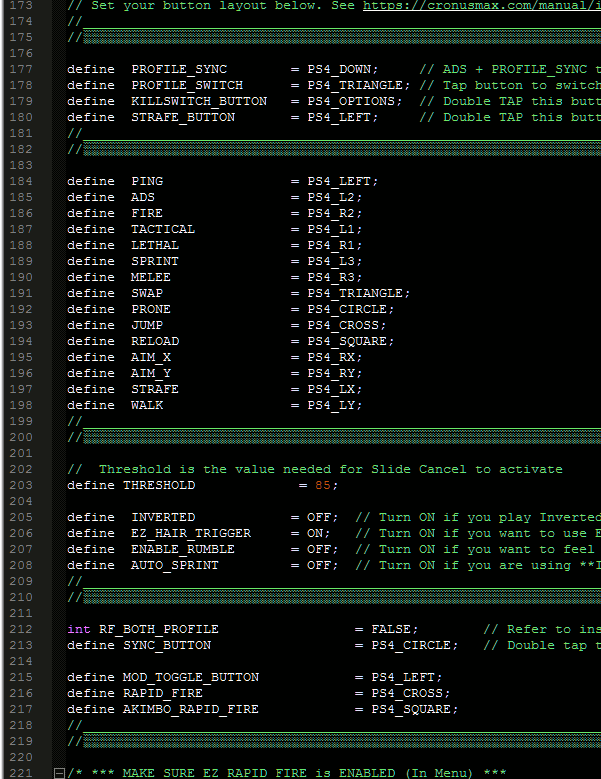 173 // Set your button layout below. See https://cronusmax.com/manual/i
174 //
175 //
176
177 define PROFILE_SYNC = PS4_DOWN; // ADS + PROFILE_SYNC t
178 define PROFILE_SWITCH = PS4_TRIANGLE; // Tap button to switch
179 define KILLSWITCH_BUTTON = PS4_OPTIONS; // Double TAP this butt
180 define STRAFE_BUTTON = PS4_LEFT; // Double TAP this butt
181 //
182 //
183
184 define PING = PS4_LEFT;
185 define ADS = PS4_L2;
186 define FIRE = PS4_R2;
187 define TACTICAL = PS4_L1;
188 define LETHAL = PS4_R1;
189 define SPRINT = PS4_L3;
190 define MELEE = PS4_R3;
191 define SWAP = PS4_TRIANGLE;
192 define PRONE = PS4_CIRCLE;
193 define JUMP = PS4_CROSS;
194 define RELOAD = PS4_SQUARE;
195 define AIM_X = PS4_RX;
196 define AIM_Y = PS4_RY;
197 define STRAFE = PS4_LX;
198 define WALK = PS4_LY;
199 //
200 //
201
202 // Threshold is the value needed for Slide Cancel to activate
203 define THRESHOLD = 85;
204
205 define INVERTED = OFF; // Turn ON if you play Inverted
206 define EZ_HAIR_TRIGGER = ON; // Turn ON if you want to use E
207 define ENABLE_RUMBLE = OFF; // Turn ON if you want to feel
208 define AUTO_SPRINT = OFF; // Turn ON if you are using **I
209 //
210 //
211
212 int RF_BOTH_PROFILE = FALSE; // Refer to ins
213 define SYNC_BUTTON = PS4_CIRCLE; // Double tap t
214
215 define MOD_TOGGLE_BUTTON = PS4_LEFT;
216 define RAPID_FIRE = PS4_CROSS;
217 define AKIMBO_RAPID_FIRE = PS4_SQUARE;
218 //
219 //
220
221 /* *** MAKE SURE EZ RAPID FIRE is ENABLED (In Menu) ***